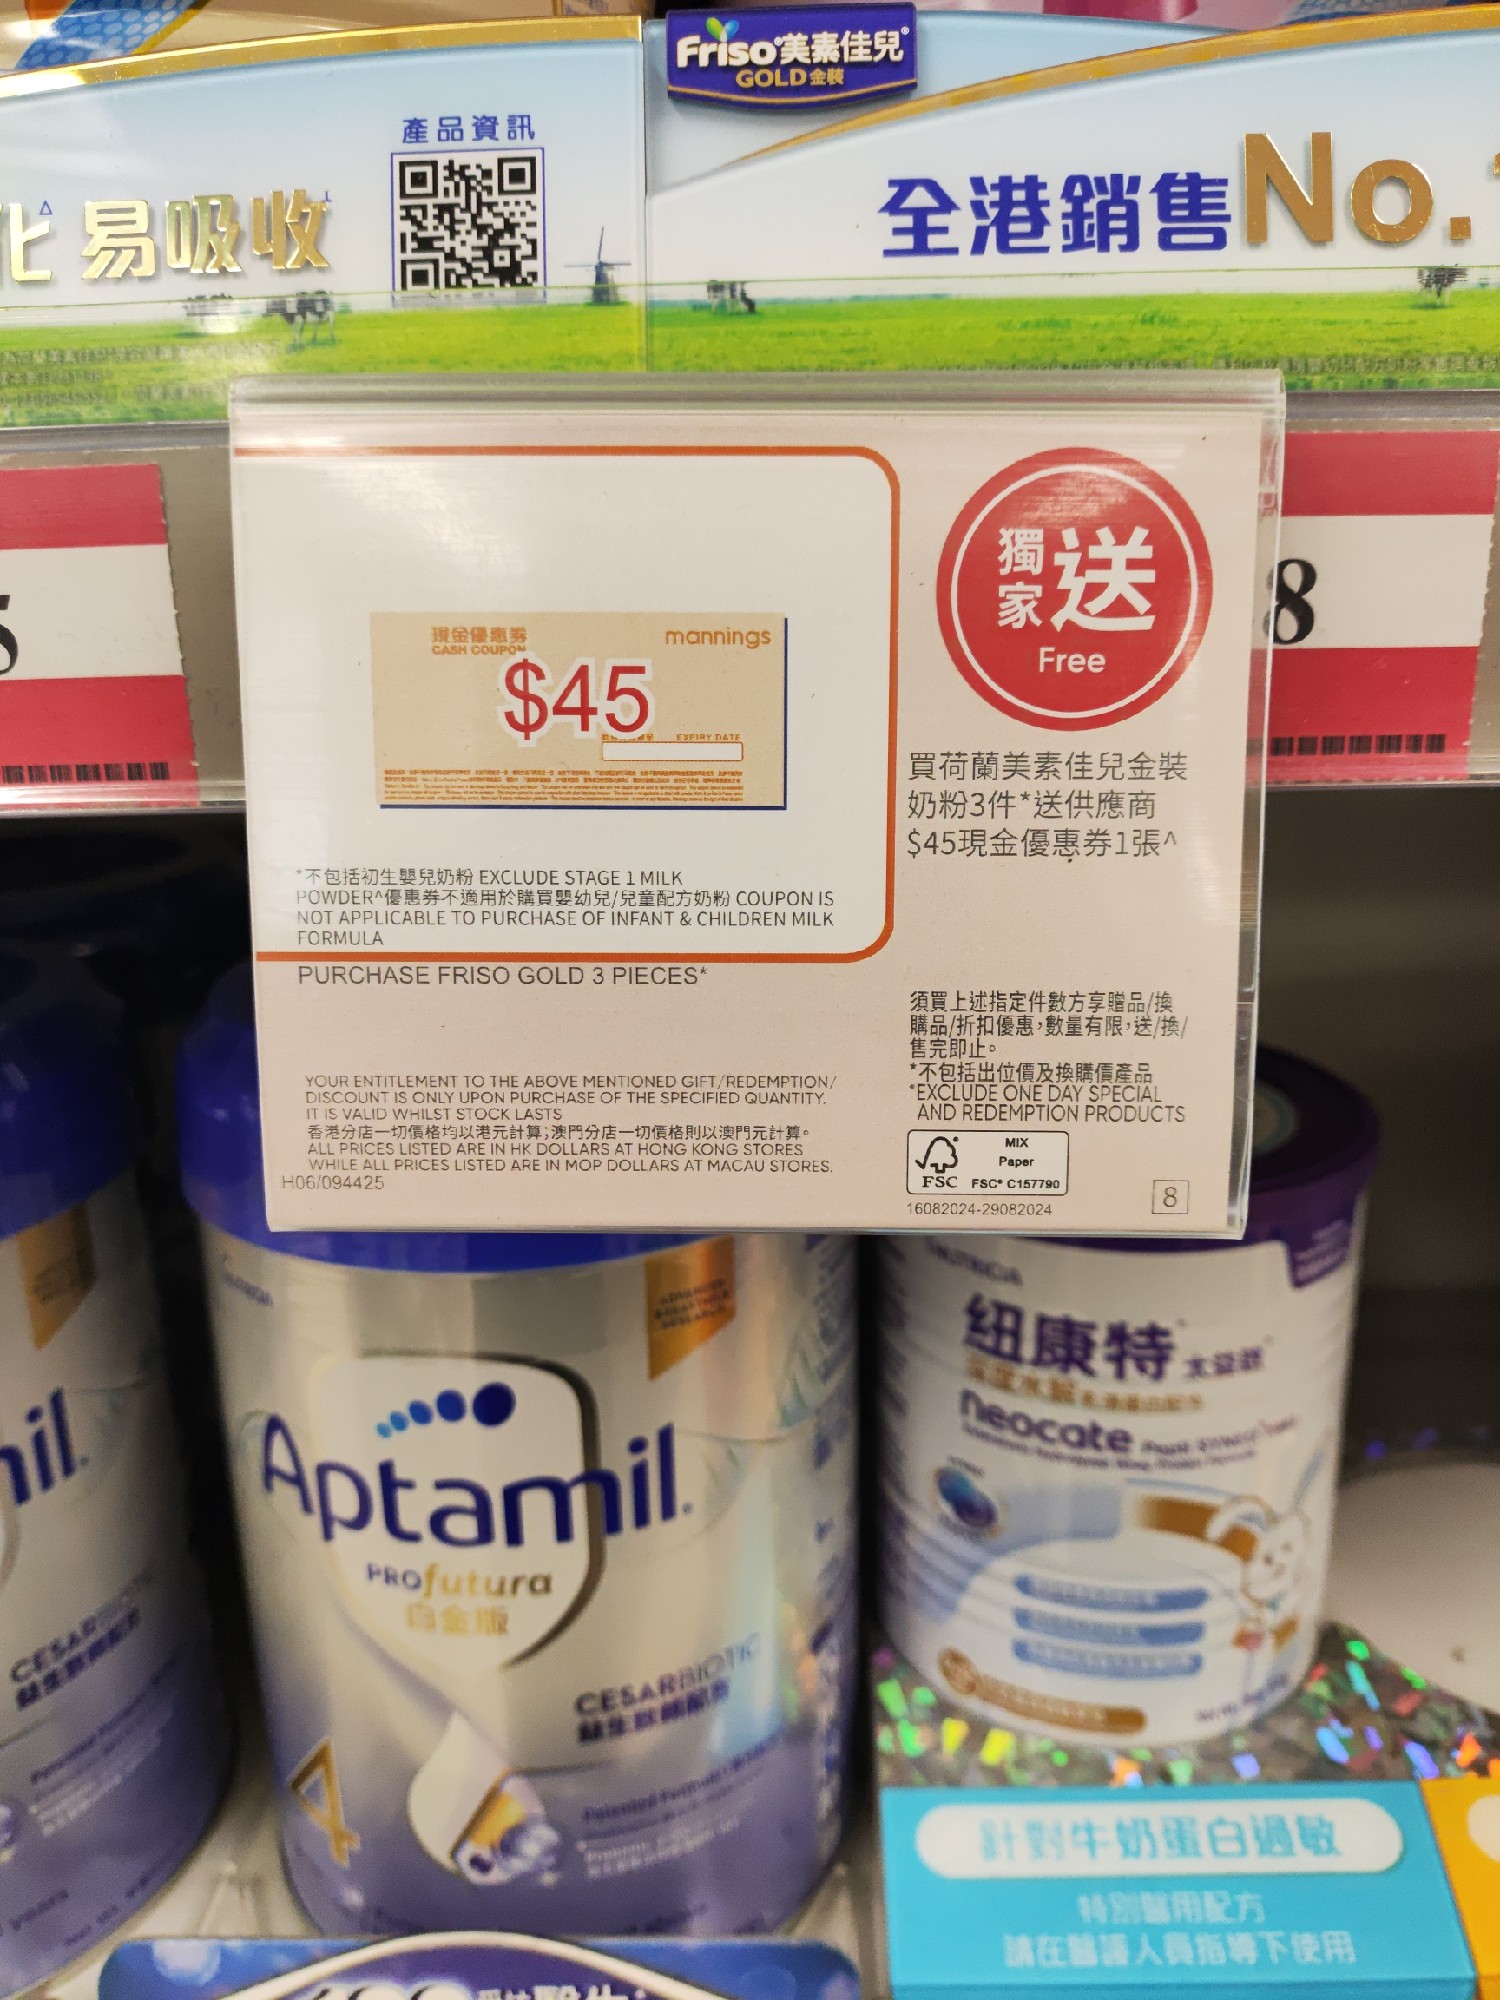 Friso美素佳兒
GOLD金裝
產品資訊
化 易吸收
全港銷售No.
現金優惠券
CASH COUPON
mannings
$45
EXPIRY DATE
獨家送
Free
買荷蘭美素佳兒金裝
奶粉3件*送供應商
$45現金優惠券1張^
*不包括初生嬰兒奶粉 EXCLUDE STAGE 1 MILK
POWDER^優惠券不適用於購買嬰幼兒/兒童配方奶粉 COUPON IS
NOT APPLICABLE TO PURCHASE OF INFANT & CHILDREN MILK
FORMULA
PURCHASE FRISO GOLD 3 PIECES*
須買上述指定件數方享贈品/換
購品/折扣優惠,數量有限,送/換/
售完即止。
*不包括出位價及換購價產品
*EXCLUDE ONE DAY SPECIAL
AND REDEMPTION PRODUCTS
YOUR ENTITLEMENT TO THE ABOVE MENTIONED GIFT/REDEMPTION/
DISCOUNT IS ONLY UPON PURCHASE OF THE SPECIFIED QUANTITY.
IT IS VALID WHILST STOCK LASTS
香港分店一切價格均以港元計算;澳門分店一切價格則以澳門元計算。
ALL PRICES LISTED ARE IN HK DOLLARS AT HONG KONG STORES
WHILE ALL PRICES LISTED ARE IN MOP DOLLARS AT MACAU STORES.
H06/094425
FSC
MIX
Paper
FSC® C157790
16082024-29082024
8
8
5
NUTRICIA
ADVANCED
Aptamil
PROfutura
白金版
CESARBIOTIC
4
NUTRICIA
紐康特
neocate
針對牛奶蛋白過敏
特別醫用配方
請在醫護人員指導下使用